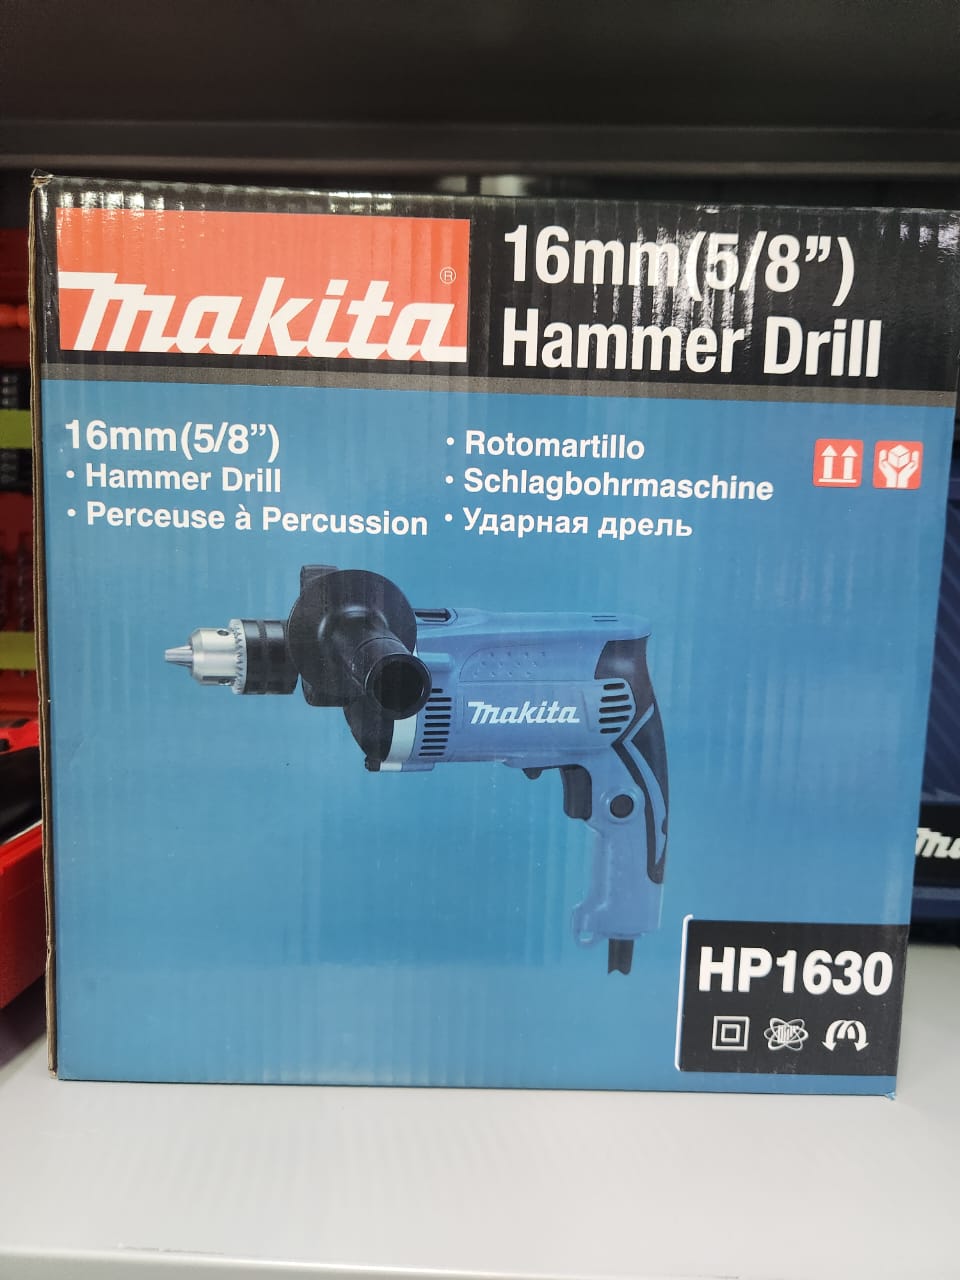 makita®
16mm(5/8”)
Hammer Drill
16mm(5/8”)
• Hammer Drill
• Perceuse à Percussion
• Rotomartillo
• Schlagbohrmaschine
• Ударная дрель
makita
HP1630